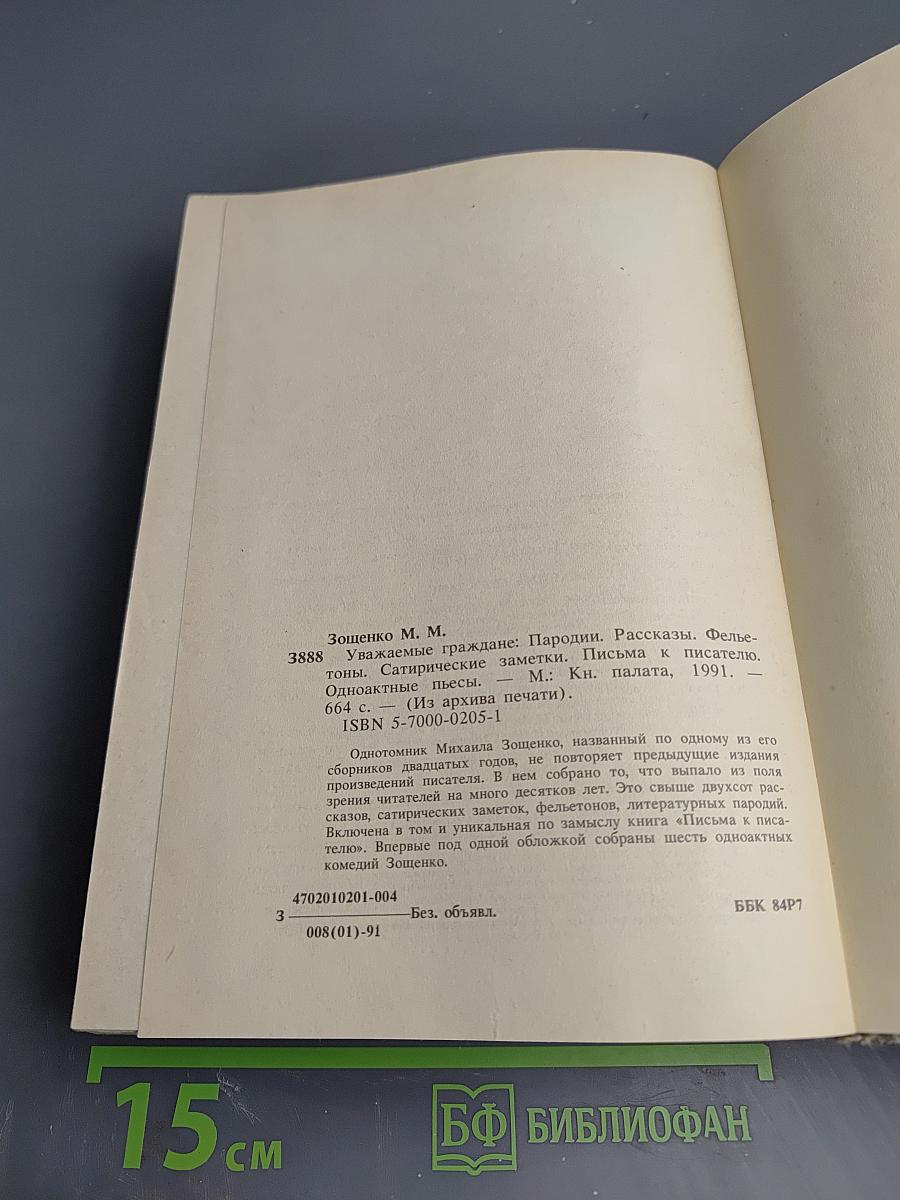 Зощенко М. М.
З888 Уважаемые граждане: Пародии. Рассказы. Фелье-
тоны. Сатирические заметки. Письма к писателю.
Одноактные пьесы. — М.: Кн. палата, 1991. —
664 с. — (Из архива печати).
ISBN 5-7000-0205-1
Однотомник Михаила Зощенко, названный по одному из его
сборников двадцатых годов, не повторяет предыдущие издания
произведений писателя. В нем собрано то, что выпало из поля
зрения читателей на много десятков лет. Это свыше двухсот рас-
сказов, сатирических заметок, фельетонов, литературных пародий.
Включена в том и уникальная по замыслу книга «Письма к писа-
телю». Впервые под одной обложкой собраны шесть одноактных
комедий Зощенко.
4702010201-004
З ———— Без. объявл.
008(01)-91
ББК 84Р7
15 см
БФ БИБЛИОФАН